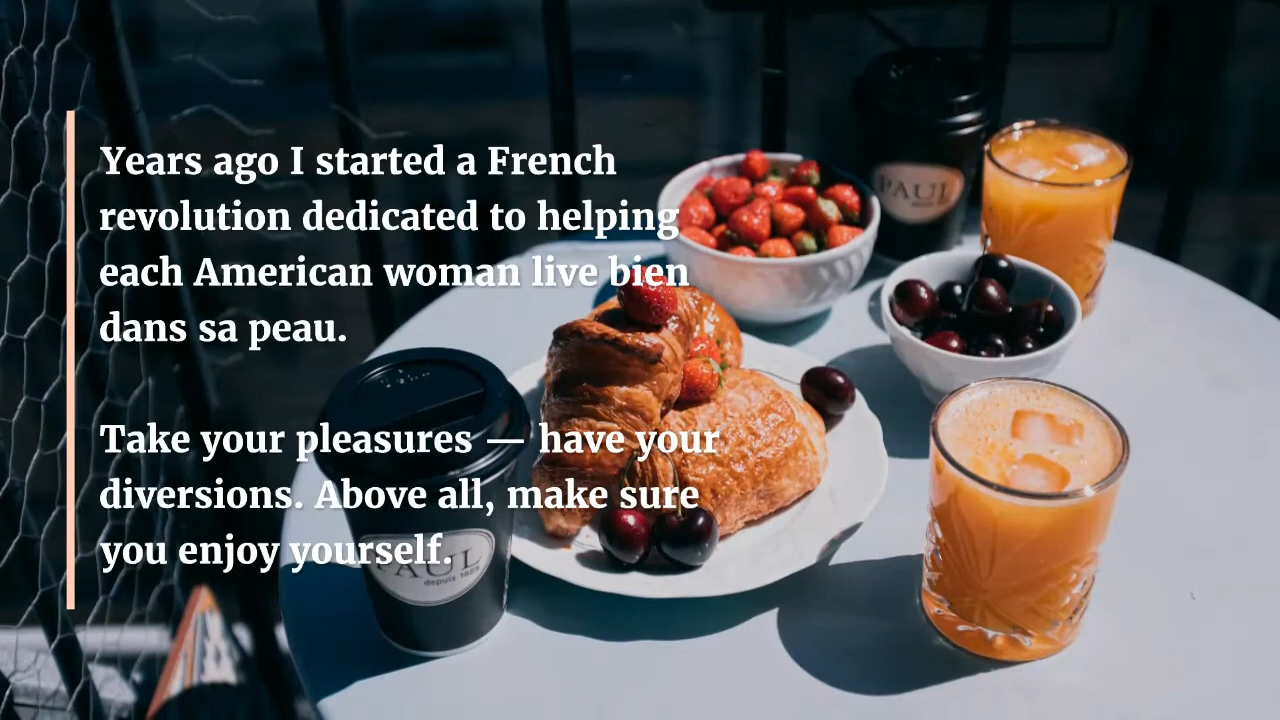 Years ago I started a French
revolution dedicated to helping
each American woman live bien
dans sa peau.
Take your pleasures — have your
diversions. Above all, make sure
you enjoy yourself.
PAUL
PAUL
depuis 1889